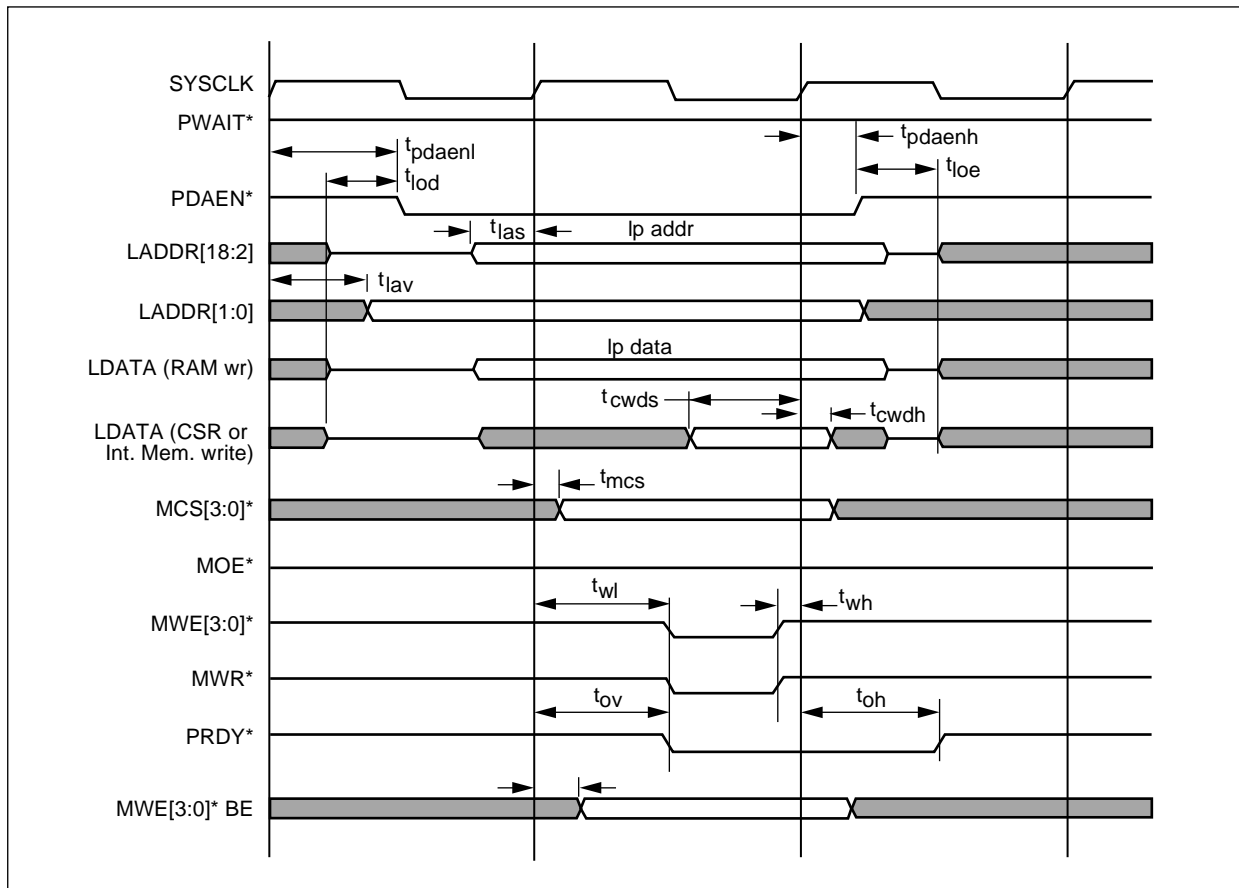 SYSCLK
PWAIT*
tpdaenh
tpdaenl
tlod
tloe
PDAEN*
tlas
lp addr
LADDR[18:2]
tlav
LADDR[1:0]
lp data
LDATA (RAM wr)
tcwds
tcwdh
LDATA (CSR or
Int. Mem. write)
tmcs
MCS[3:0]*
MOE*
twl
twh
MWE[3:0]*
MWR*
tov
toh
PRDY*
MWE[3:0]* BE